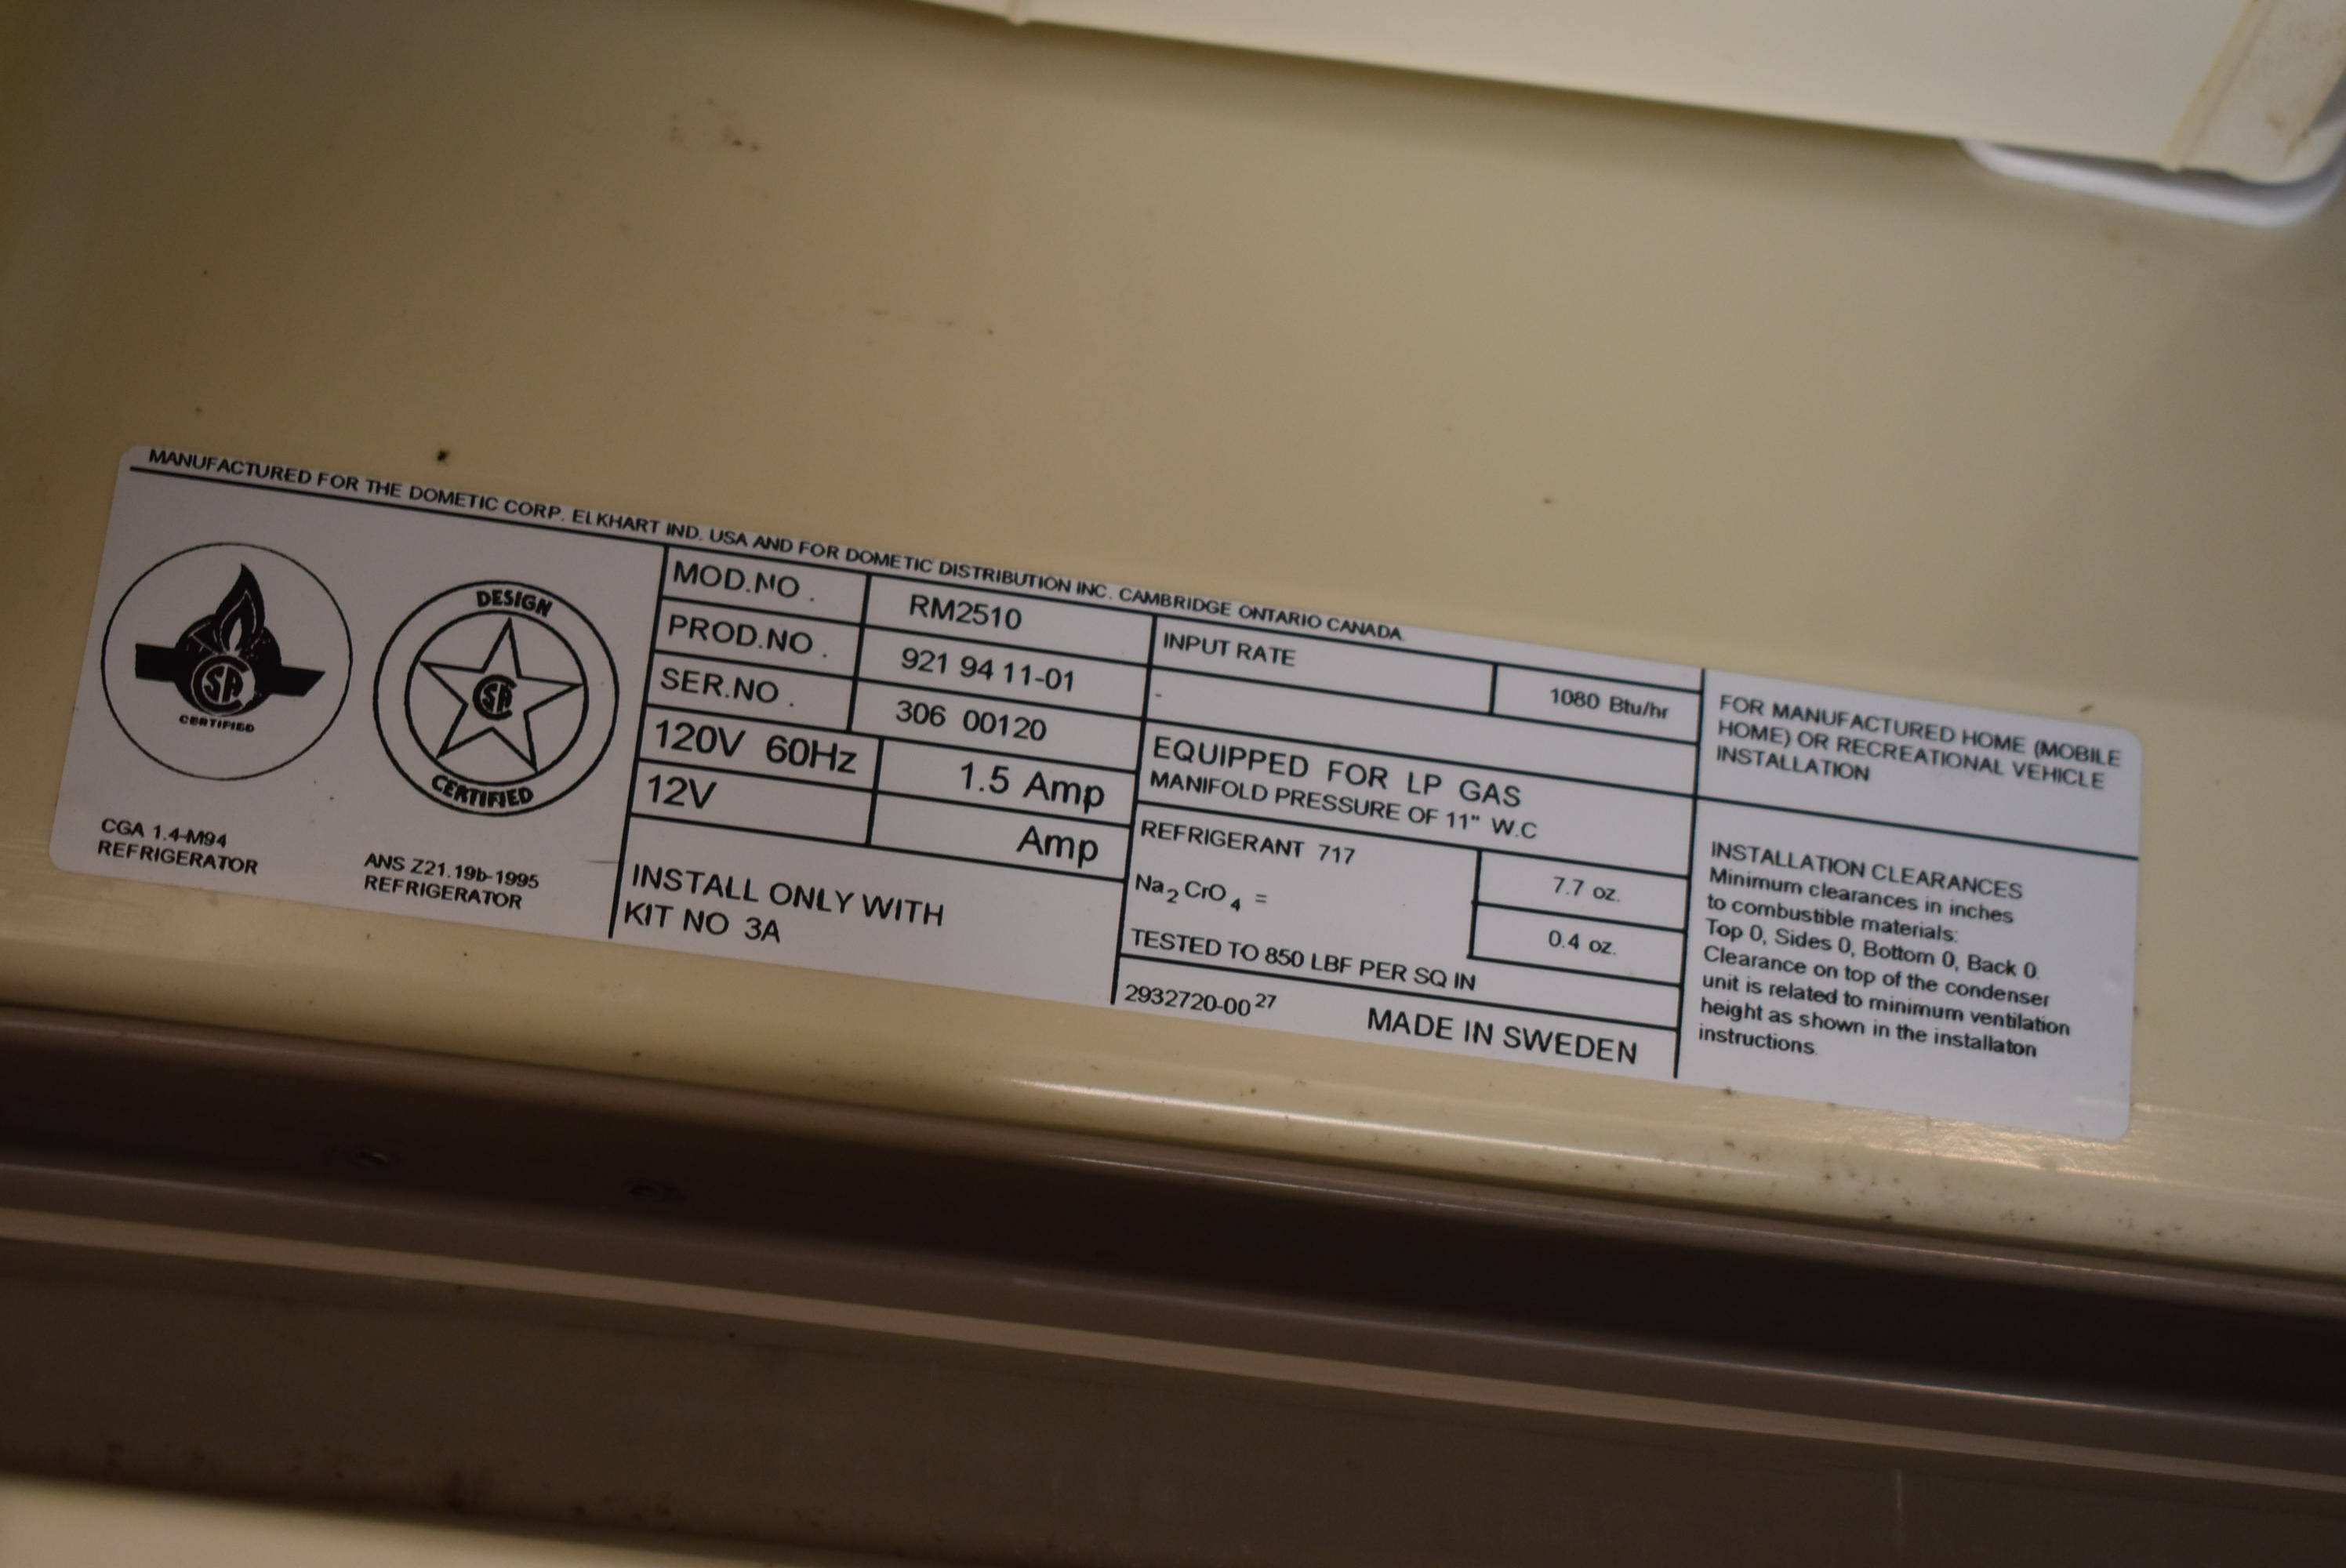 MANUFACTURED FOR THE DOMETIC CORP. ELKHART IND. USA AND FOR DOMETIC DISTRIBUTION INC. CAMBRIDGE ONTARIO CANADA.
CSA
CERTIFIED
CGA 1.4-M94
REFRIGERATOR
DESIGN
CSA
CERTIFIED
ANS Z21.19b-1995
REFRIGERATOR
MOD.NO . RM2510
PROD.NO . 921 94 11-01
SER.NO . 306 00120
120V 60Hz 1.5 Amp
12V Amp
INSTALL ONLY WITH
KIT NO 3A
INPUT RATE 1080 Btu/hr
-
EQUIPPED FOR LP GAS
MANIFOLD PRESSURE OF 11" W.C
REFRIGERANT 717 7.7 oz.
Na2CrO4 = 0.4 oz.
TESTED TO 850 LBF PER SQ IN
2932720-00 27 MADE IN SWEDEN
FOR MANUFACTURED HOME (MOBILE
HOME) OR RECREATIONAL VEHICLE
INSTALLATION
INSTALLATION CLEARANCES
Minimum clearances in inches
to combustible materials:
Top 0, Sides 0, Bottom 0, Back 0.
Clearance on top of the condenser
unit is related to minimum ventilation
height as shown in the installaton
instructions.